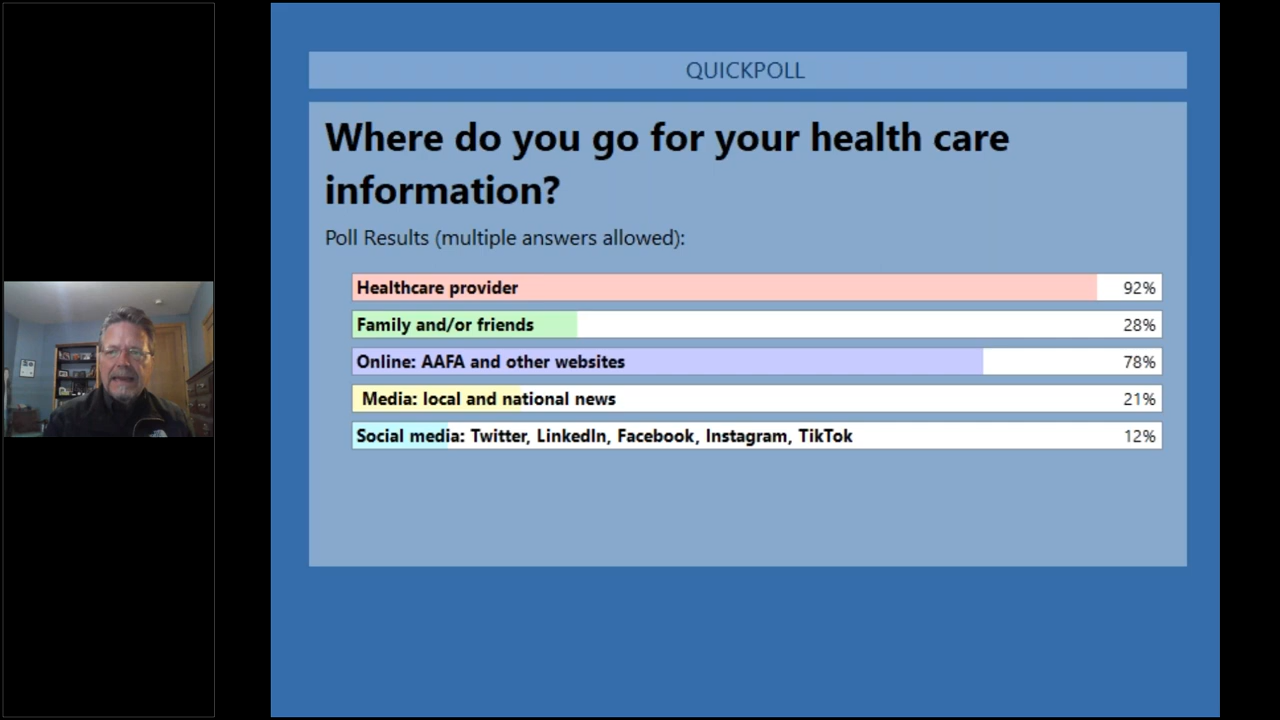 QUICKPOLL
Where do you go for your health care
information?
Poll Results (multiple answers allowed):
Healthcare provider 92%
Family and/or friends 28%
Online: AAFA and other websites 78%
Media: local and national news 21%
Social media: Twitter, LinkedIn, Facebook, Instagram, TikTok 12%